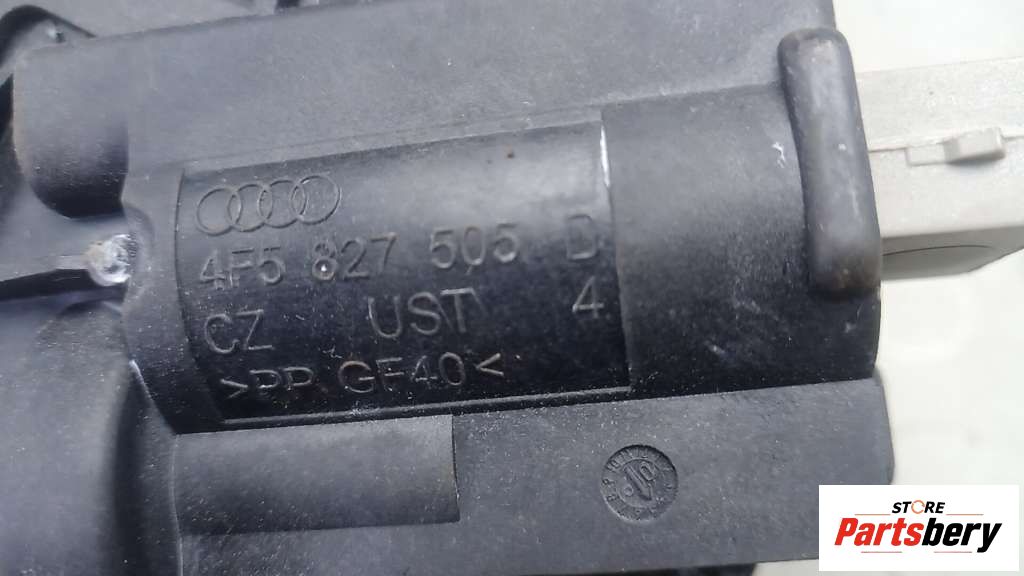 4F5 827 505 D
CZ UST 4
>PP GF40<
STORE
Partsbery